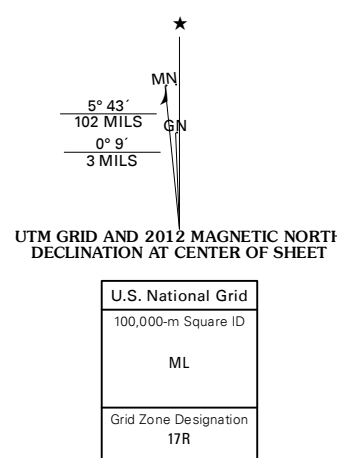 ★
MN
5° 43´
102 MILS
GN
0° 9´
3 MILS
UTM GRID AND 2012 MAGNETIC NORTH
DECLINATION AT CENTER OF SHEET
U.S. National Grid
100,000-m Square ID
ML
Grid Zone Designation
17R